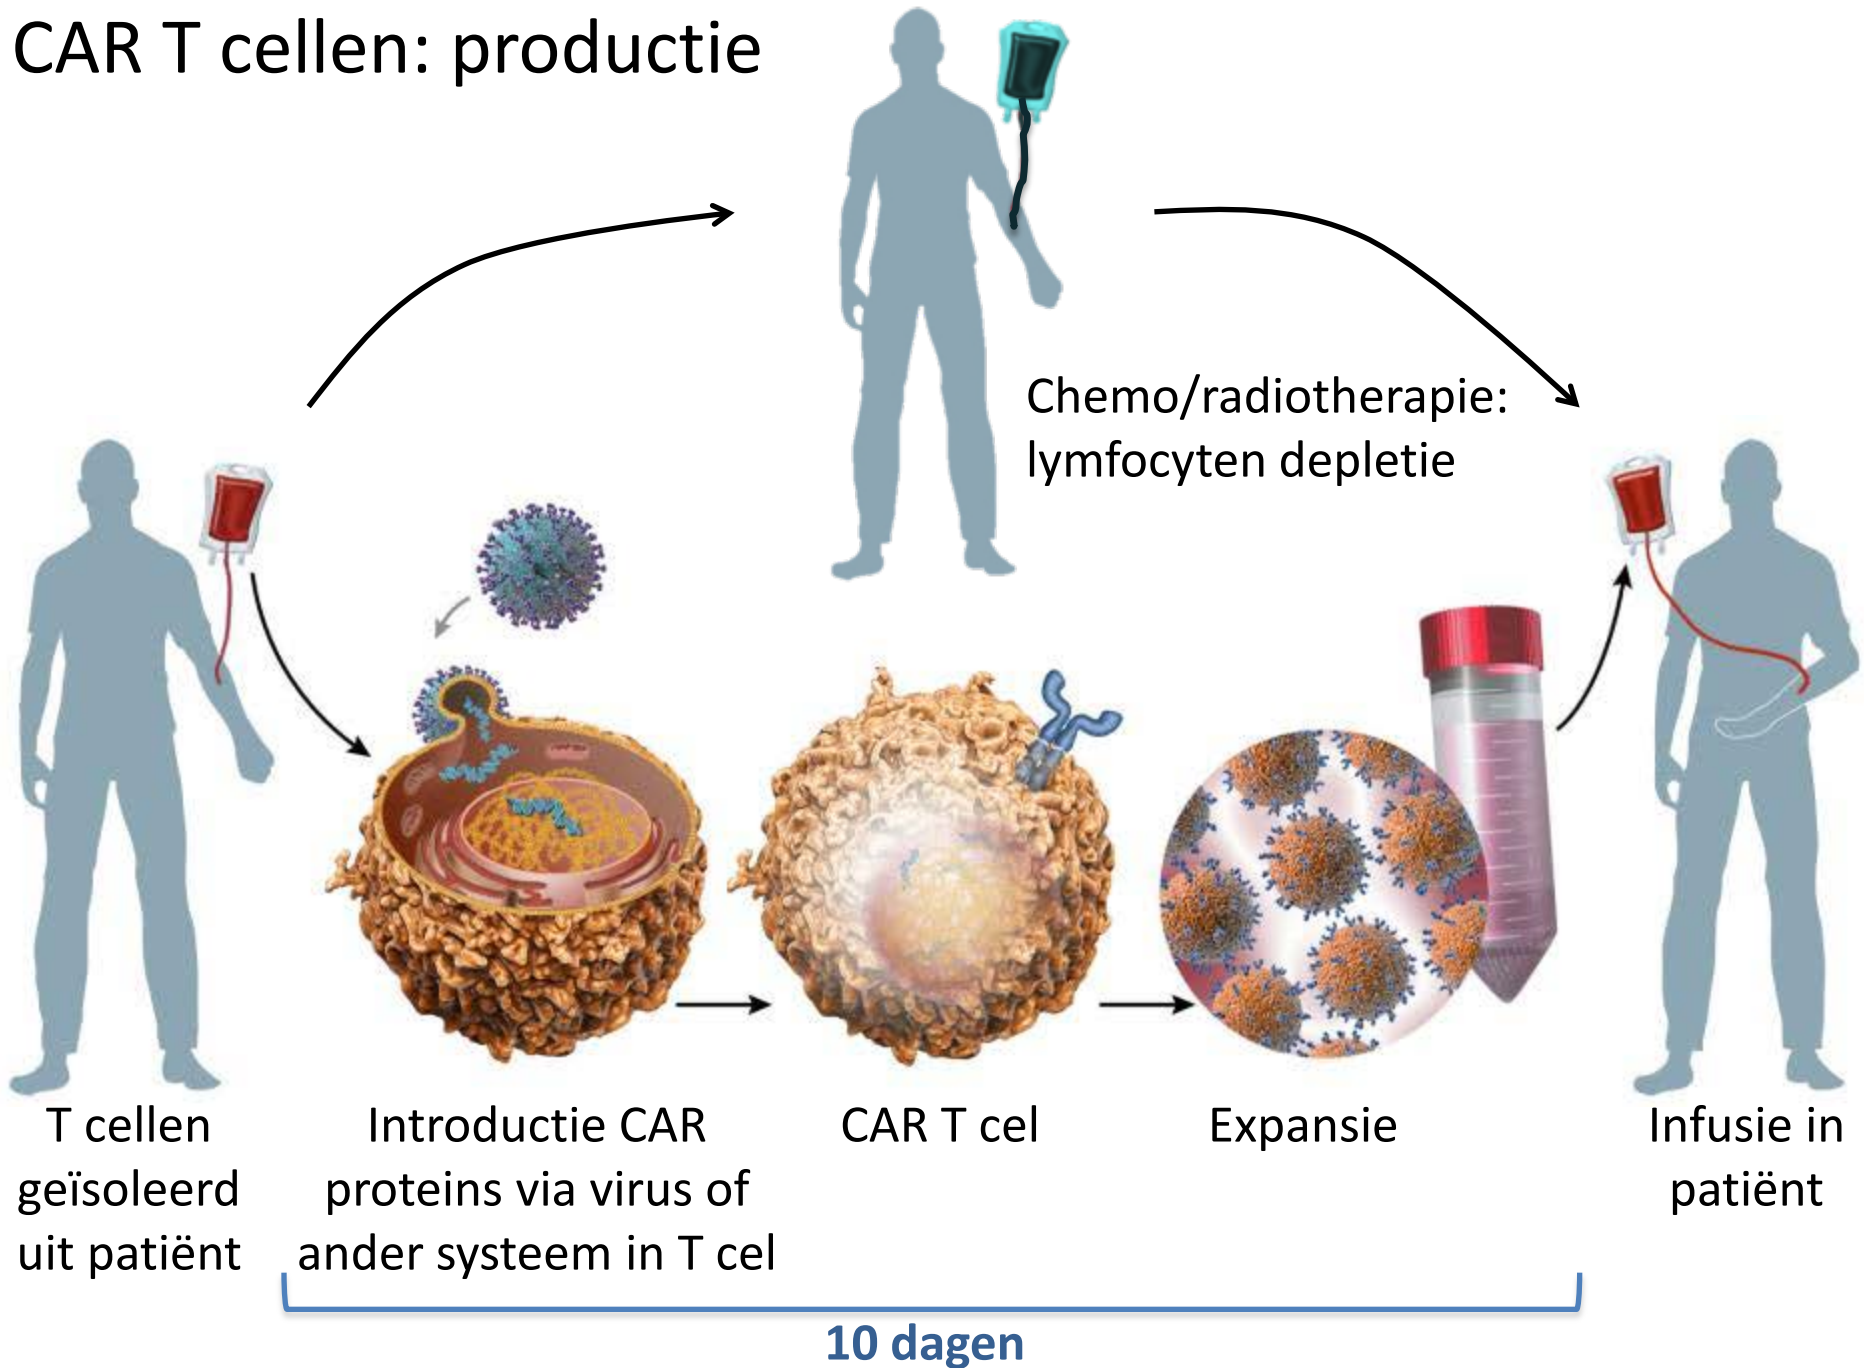 CAR T cellen: productie
Chemo/radiotherapie:
lymfocyten depletie
T cellen
geïsoleerd
uit patiënt
Introductie CAR
proteins via virus of
ander systeem in T cel
CAR T cel
Expansie
Infusie in
patiënt
10 dagen